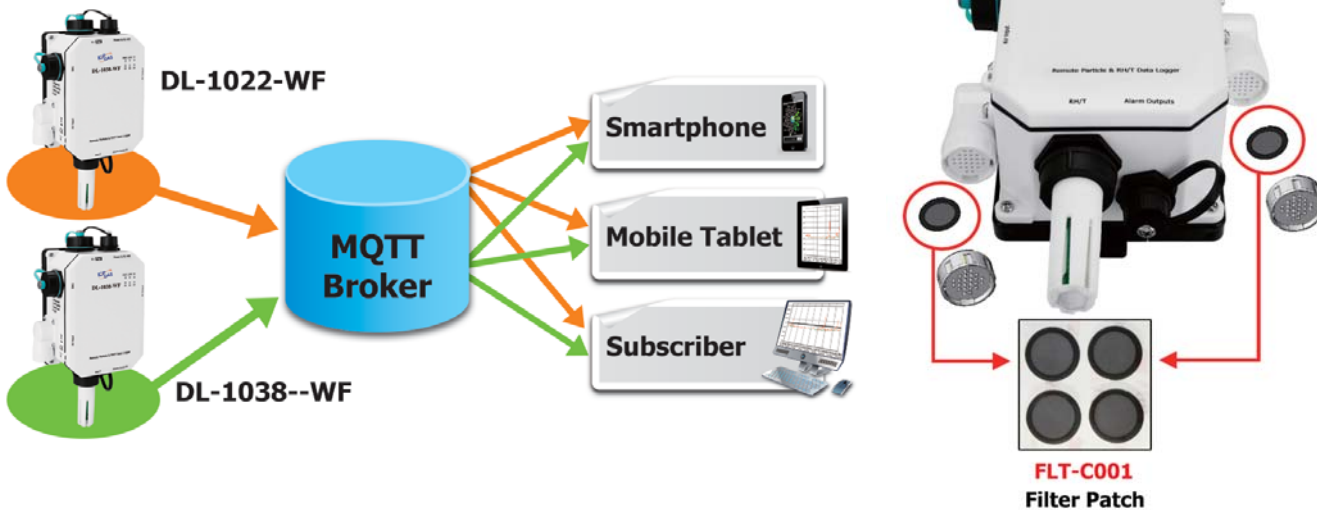 DL-1022-WF
DL-1038--WF
MQTT
Broker
Smartphone
Mobile Tablet
Subscriber
Remote Particle & RH/T Data Logger
RH/T
Alarm Outputs
FLT-C001
Filter Patch